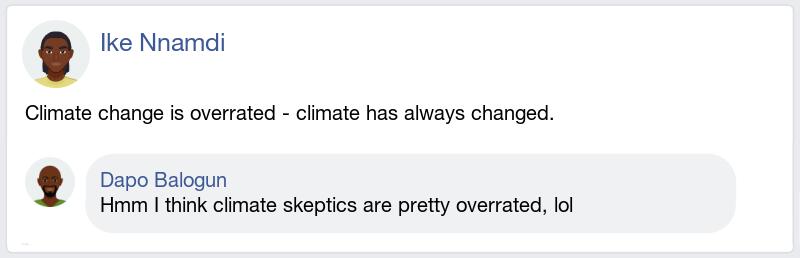 Ike Nnamdi
Climate change is overrated - climate has always changed.
Dapo Balogun
Hmm I think climate skeptics are pretty overrated, lol